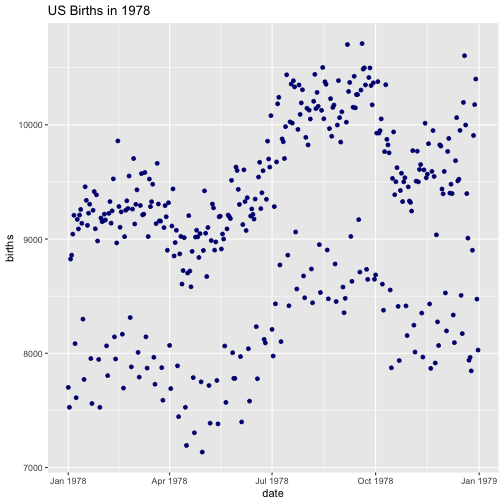 US Births in 1978
births
10000
9000
8000
7000
Jan 1978
Apr 1978
Jul 1978
Oct 1978
Jan 1979
date